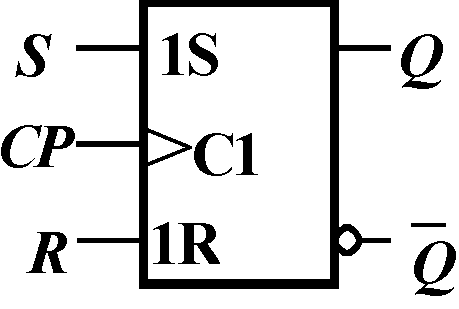 S 1S Q
CP C1
R 1R Q̅